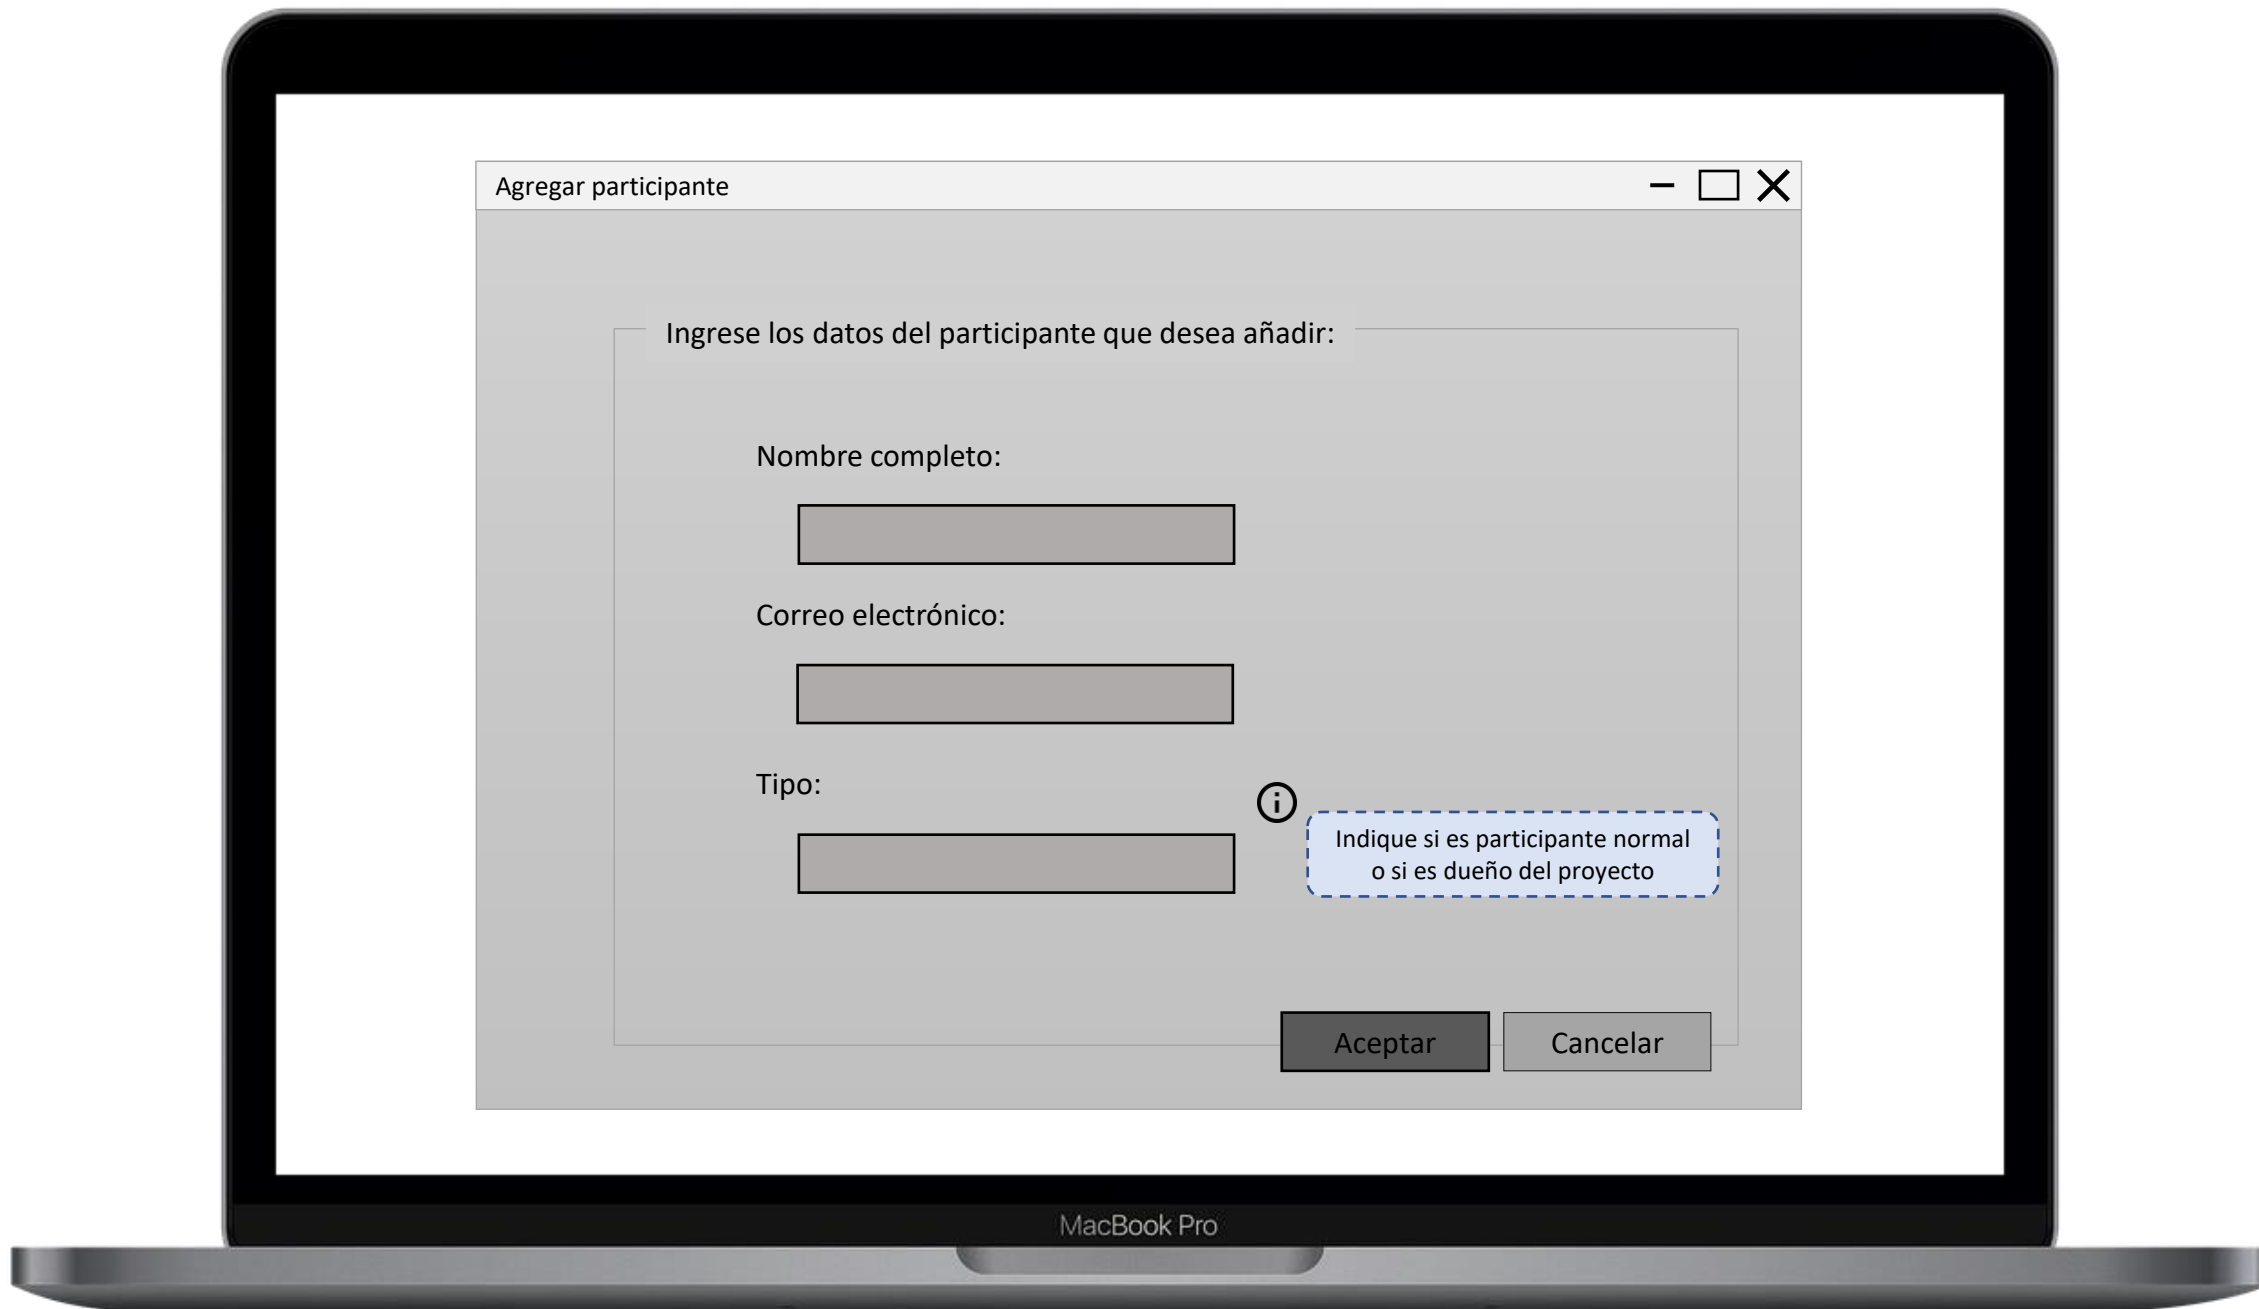 Agregar participante
Ingrese los datos del participante que desea añadir:
Nombre completo:
Correo electrónico:
Tipo:
Indique si es participante normal
o si es dueño del proyecto
Aceptar
Cancelar
MacBook Pro